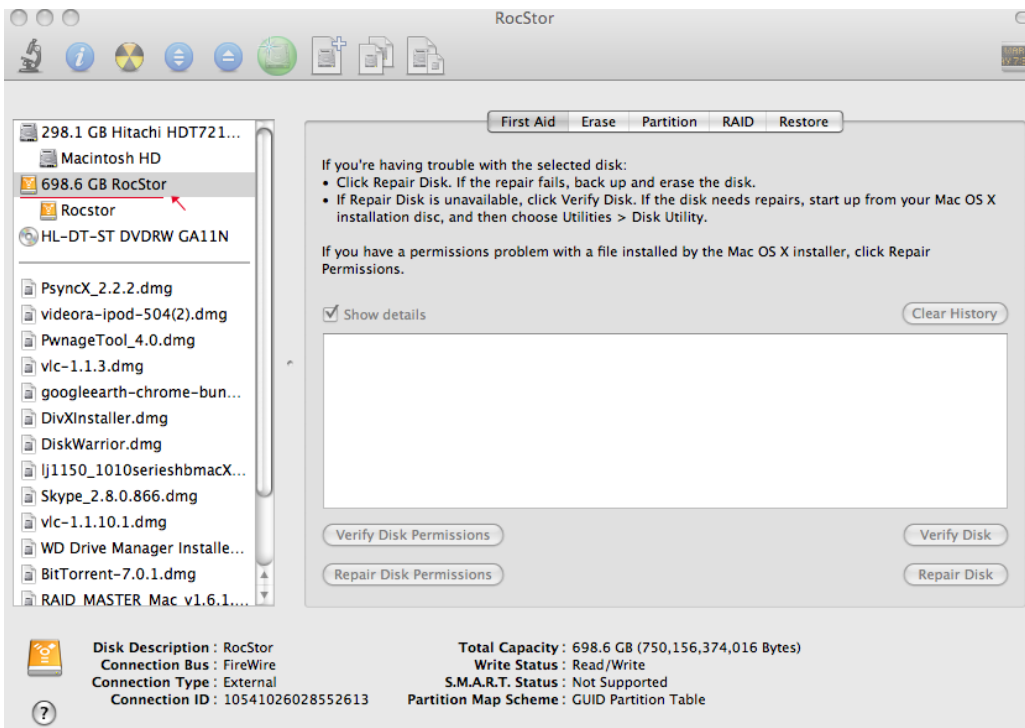 RocStor
298.1 GB Hitachi HDT721...
Macintosh HD
698.6 GB RocStor
Rocstor
HL-DT-ST DVDRW GA11N
PsyncX_2.2.2.dmg
videora-ipod-504(2).dmg
PwnageTool_4.0.dmg
vlc-1.1.3.dmg
googleearth-chrome-bun...
DivXInstaller.dmg
DiskWarrior.dmg
lj1150_1010serieshbmacX...
Skype_2.8.0.866.dmg
vlc-1.1.10.1.dmg
WD Drive Manager Installe...
BitTorrent-7.0.1.dmg
RAID_MASTER_Mac_v1.6.1....
First Aid Erase Partition RAID Restore
If you're having trouble with the selected disk:
• Click Repair Disk. If the repair fails, back up and erase the disk.
• If Repair Disk is unavailable, click Verify Disk. If the disk needs repairs, start up from your Mac OS X
installation disc, and then choose Utilities > Disk Utility.
If you have a permissions problem with a file installed by the Mac OS X installer, click Repair
Permissions.
Show details Clear History
Verify Disk Permissions Verify Disk
Repair Disk Permissions Repair Disk
Disk Description : RocStor
Connection Bus : FireWire
Connection Type : External
Connection ID : 10541026028552613
Total Capacity : 698.6 GB (750,156,374,016 Bytes)
Write Status : Read/Write
S.M.A.R.T. Status : Not Supported
Partition Map Scheme : GUID Partition Table
?